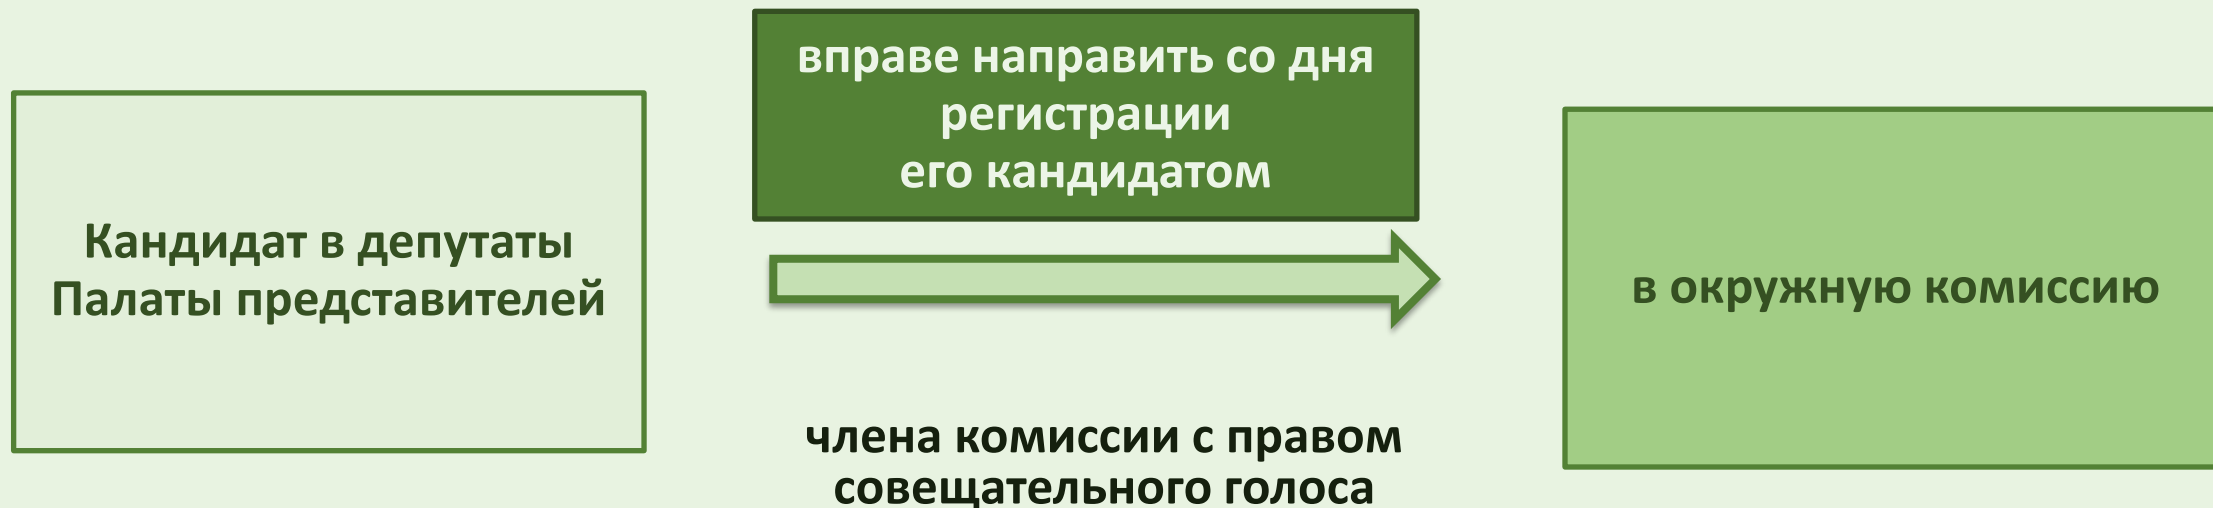 Кандидат в депутаты
Палаты представителей
вправе направить со дня
регистрации
его кандидатом
члена комиссии с правом
совещательного голоса
в окружную комиссию